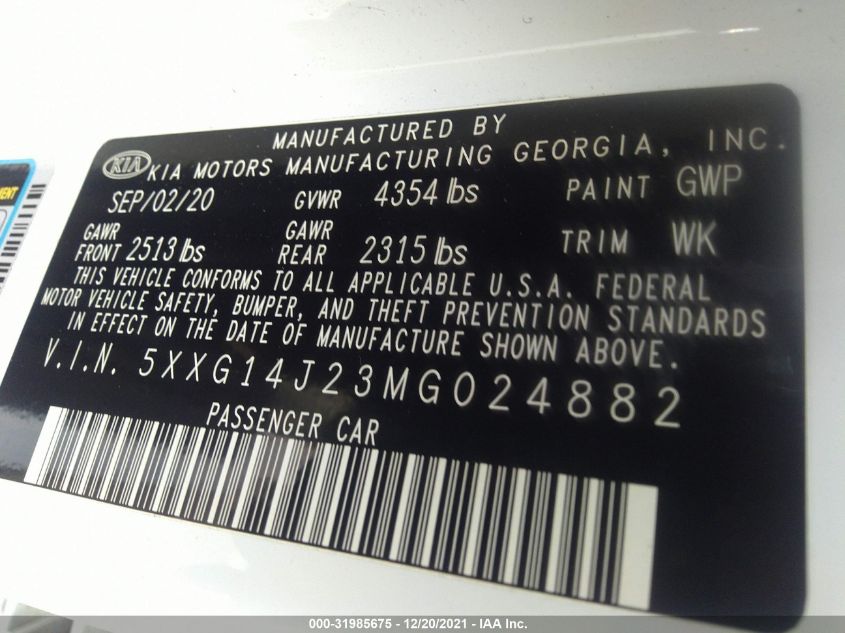 MANUFACTURED BY
KIA KIA MOTORS MANUFACTURING GEORGIA, INC.
SEP/02/20 GVWR 4354 lbs PAINT GWP
GAWR FRONT 2513 lbs GAWR REAR 2315 lbs TRIM WK
THIS VEHICLE CONFORMS TO ALL APPLICABLE U.S.A. FEDERAL
MOTOR VEHICLE SAFETY, BUMPER, AND THEFT PREVENTION STANDARDS
IN EFFECT ON THE DATE OF MANUFACTURE SHOWN ABOVE.
V.I.N. 5XXG14J23MG024882
PASSENGER CAR
000-31985675 - 12/20/2021 - IAA Inc.